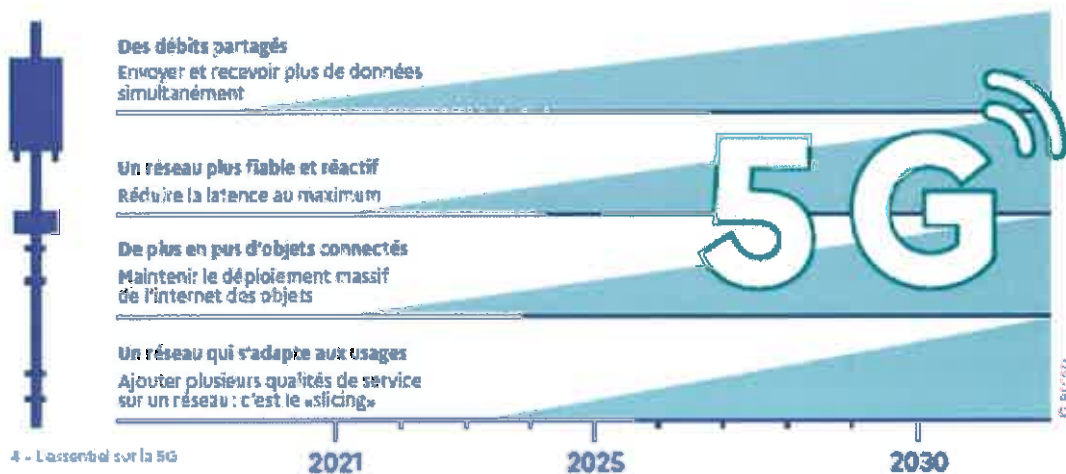 Des débits partagés
Envoyer et recevoir plus de données
simultanément
Un réseau plus fiable et réactif
Réduire la latence au maximum
De plus en pus d'objets connectés
Maintenir le déploiement massif
de l'internet des objets
Un réseau qui s'adapte aux usages
Ajouter plusieurs qualités de service
sur un réseau : c'est le «slicing»
5G
4 - L'essentiel sur la 5G
2021
2025
2030